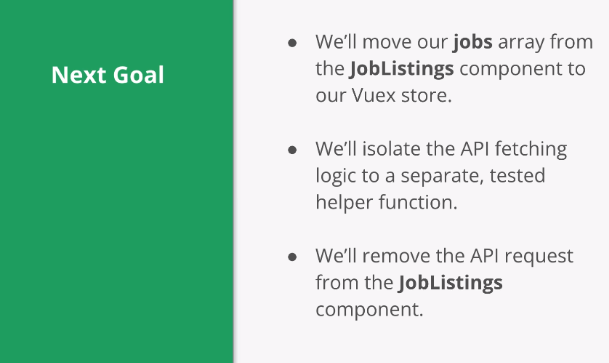 Next Goal
● We'll move our jobs array from
the JobListings component to
our Vuex store.
● We'll isolate the API fetching
logic to a separate, tested
helper function.
● We'll remove the API request
from the JobListings
component.